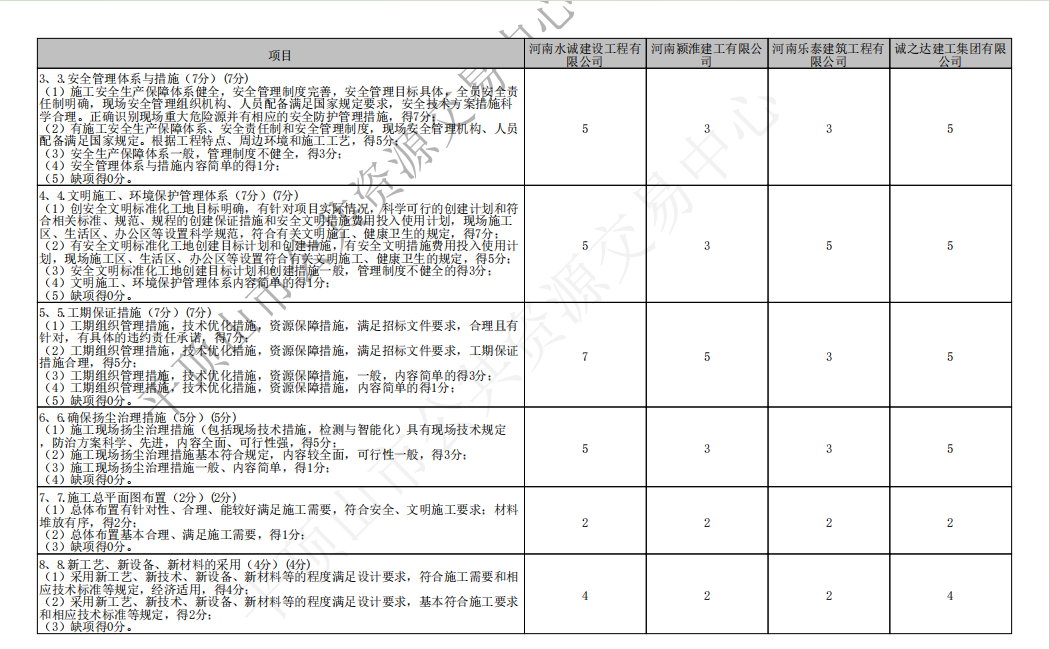 项目
河南水诚建设工程有限公司
河南颍淮建工有限公司
河南乐泰建筑工程有限公司
诚之达建工集团有限公司
3、3.安全管理体系与措施（7分）(7分)
（1）施工安全生产保障体系健全，安全管理制度完善，安全管理目标具体，全员安全责
任制明确，现场安全管理组织机构、人员配备满足国家规定要求，安全技术方案措施科
学合理。正确识别现场重大危险源并有相应的安全防护管理措施，得7分；
（2）有施工安全生产保障体系、安全责任制和安全管理制度，现场安全管理机构、人员
配备满足国家规定。根据工程特点、周边环境和施工工艺，得5分；
（3）安全生产保障体系一般，管理制度不健全，得3分；
（4）安全管理体系与措施内容简单的得1分；
（5）缺项得0分。
5 3 3 5
4、4.文明施工、环境保护管理体系（7分）(7分)
（1）创安全文明标准化工地目标明确，有针对项目实际情况，科学可行的创建计划和符
合相关标准、规范、规程的创建保证措施和安全文明措施费用投入使用计划，现场施工
区、生活区、办公区等设置科学规范，符合有关文明施工、健康卫生的规定，得7分；
（2）有安全文明标准化工地创建目标计划和创建措施，有安全文明措施费用投入使用计
划，现场施工区、生活区、办公区等设置符合有关文明施工、健康卫生的规定，得5分；
（3）安全文明标准化工地创建目标计划和创建措施一般，管理制度不健全的得3分；
（4）文明施工、环境保护管理体系内容简单的得1分；
（5）缺项得0分。
5 3 5 5
5、5.工期保证措施（7分）(7分)
（1）工期组织管理措施，技术优化措施，资源保障措施，满足招标文件要求，合理且有
针对，有具体的违约责任承诺，得7分；
（2）工期组织管理措施，技术优化措施，资源保障措施，满足招标文件要求，工期保证
措施合理，得5分；
（3）工期组织管理措施，技术优化措施，资源保障措施，一般，内容简单的得3分；
（4）工期组织管理措施，技术优化措施，资源保障措施，内容简单的得1分；
（5）缺项得0分。
7 5 3 5
6、6.确保扬尘治理措施（5分）(5分)
（1）施工现场扬尘治理措施（包括现场技术措施，检测与智能化）具有现场技术规定
，防治方案科学、先进，内容全面、可行性强，得5分；
（2）施工现场扬尘治理措施基本符合规定，内容较全面，可行性一般，得3分；
（3）施工现场扬尘治理措施一般、内容简单，得1分；
（4）缺项得0分。
5 3 3 5
7、7.施工总平面图布置（2分）(2分)
（1）总体布置有针对性、合理、能较好满足施工需要，符合安全、文明施工要求；材料
堆放有序，得2分；
（2）总体布置基本合理、满足施工需要，得1分；
（3）缺项得0分。
2 2 2 2
8、8.新工艺、新设备、新材料的采用（4分）(4分)
（1）采用新工艺、新技术、新设备、新材料等的程度满足设计要求，符合施工需要和相
应技术标准等规定，经济适用，得4分；
（2）采用新工艺、新技术、新设备、新材料等的程度满足设计要求，基本符合施工要求
和相应技术标准等规定，得2分；
（3）缺项得0分。
4 2 2 4
平顶山市公共资源交易中心
平顶山市公共资源交易中心